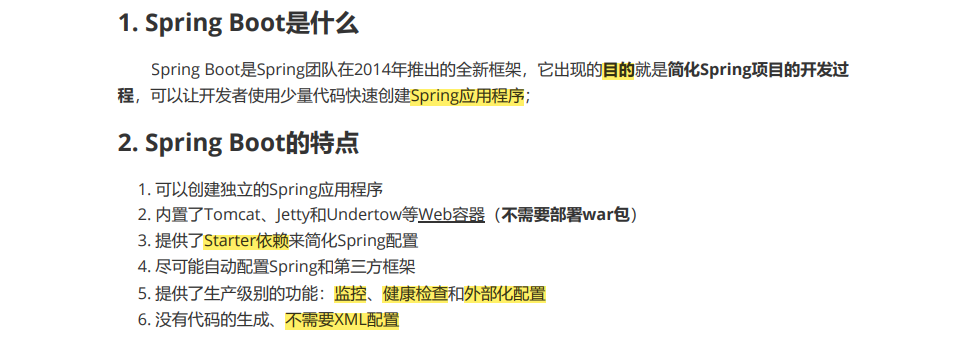 1. Spring Boot是什么
Spring Boot是Spring团队在2014年推出的全新框架，它出现的目的就是简化Spring项目的开发过
程，可以让开发者使用少量代码快速创建Spring应用程序；
2. Spring Boot的特点
1. 可以创建独立的Spring应用程序
2. 内置了Tomcat、Jetty和Undertow等Web容器（不需要部署war包）
3. 提供了Starter依赖来简化Spring配置
4. 尽可能自动配置Spring和第三方框架
5. 提供了生产级别的功能：监控、健康检查和外部化配置
6. 没有代码的生成、不需要XML配置